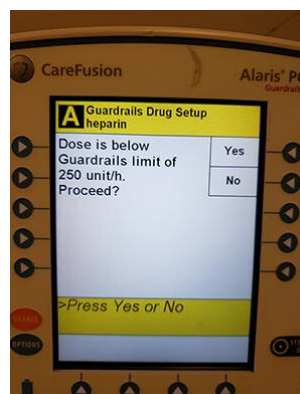 CareFusion
Alaris®
Guardrails
A Guardrails Drug Setup
heparin
Dose is below
Guardrails limit of
250 unit/h.
Proceed?
Yes
No
>Press Yes or No
SILENCE
OPTIONS